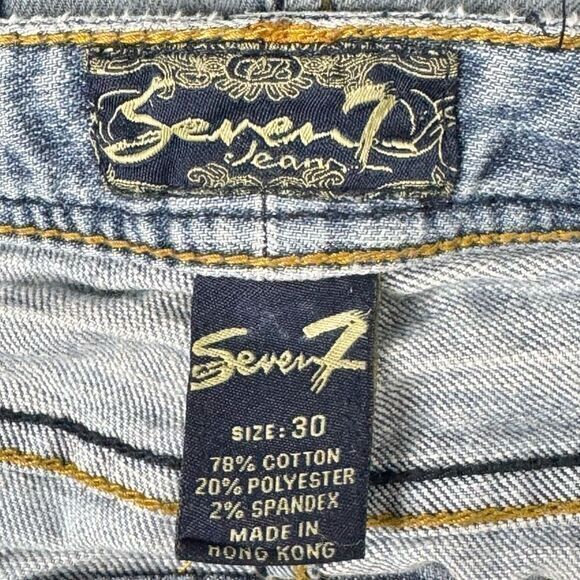 Seven7
Jeans
Seven7
SIZE: 30
78% COTTON
20% POLYESTER
2% SPANDEX
MADE IN
HONG KONG